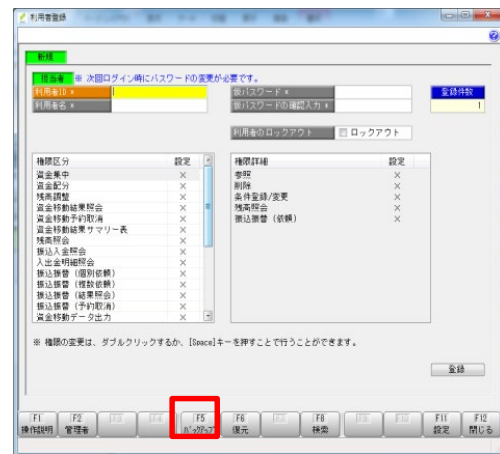 利用者登録
新規
担当者 ※ 次回ログイン時にパスワードの変更が必要です。
利用者ID * 仮パスワード * 登録件数
利用者名 * 仮パスワードの確認入力 * 1
利用者のロックアウト ロックアウト
権限区分 設定 権限詳細 設定
資金集中 × 参照 ×
資金配分 × 削除 ×
残高調整 × 条件登録/変更 ×
資金移動結果照会 × 残高照会 ×
資金移動予約取消 × 振込振替(依頼) ×
資金移動結果サマリー表 ×
残高照会 ×
振込入金照会 ×
入出金明細照会 ×
振込振替(個別依頼) ×
振込振替(複数依頼) ×
振込振替(結果照会) ×
振込振替(予約取消) ×
資金移動データ出力 ×
※ 権限の変更は、ダブルクリックするか、[Space]キーを押すことで行うことができます。
登録
F1 F2 F3 F4 F5 F6 F7 F8 F9 F10 F11 F12
操作説明 管理者 バックアップ 復元 検索 設定 閉じる